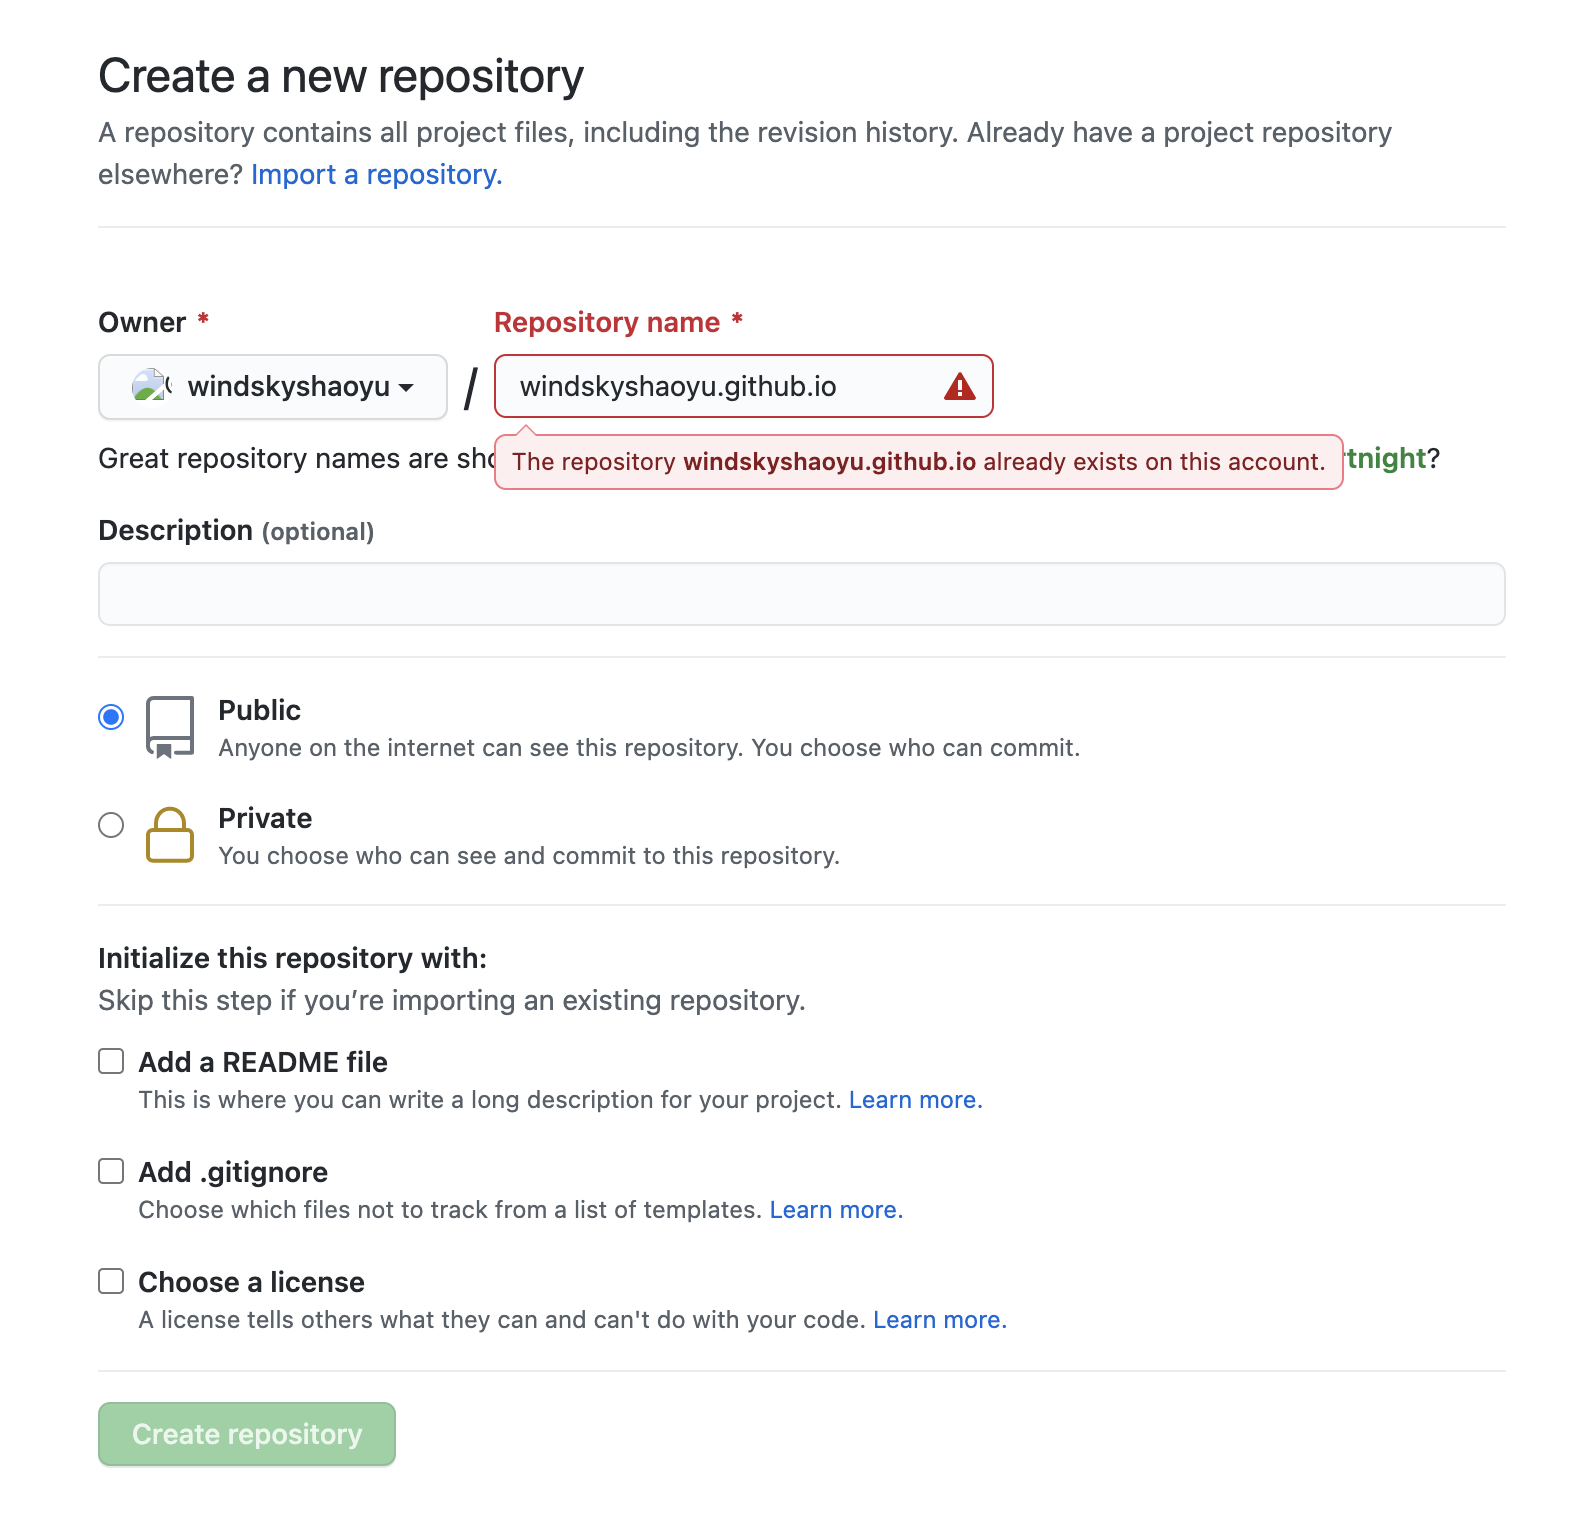 Create a new repository
A repository contains all project files, including the revision history. Already have a project repository
elsewhere? Import a repository.
Owner *
Repository name *
windskyshaoyu
/
windskyshaoyu.github.io
Great repository names are
The repository windskyshaoyu.github.io already exists on this account.
?
Description (optional)
Public
Anyone on the internet can see this repository. You choose who can commit.
Private
You choose who can see and commit to this repository.
Initialize this repository with:
Skip this step if you’re importing an existing repository.
Add a README file
This is where you can write a long description for your project. Learn more.
Add .gitignore
Choose which files not to track from a list of templates. Learn more.
Choose a license
A license tells others what they can and can't do with your code. Learn more.
Create repository